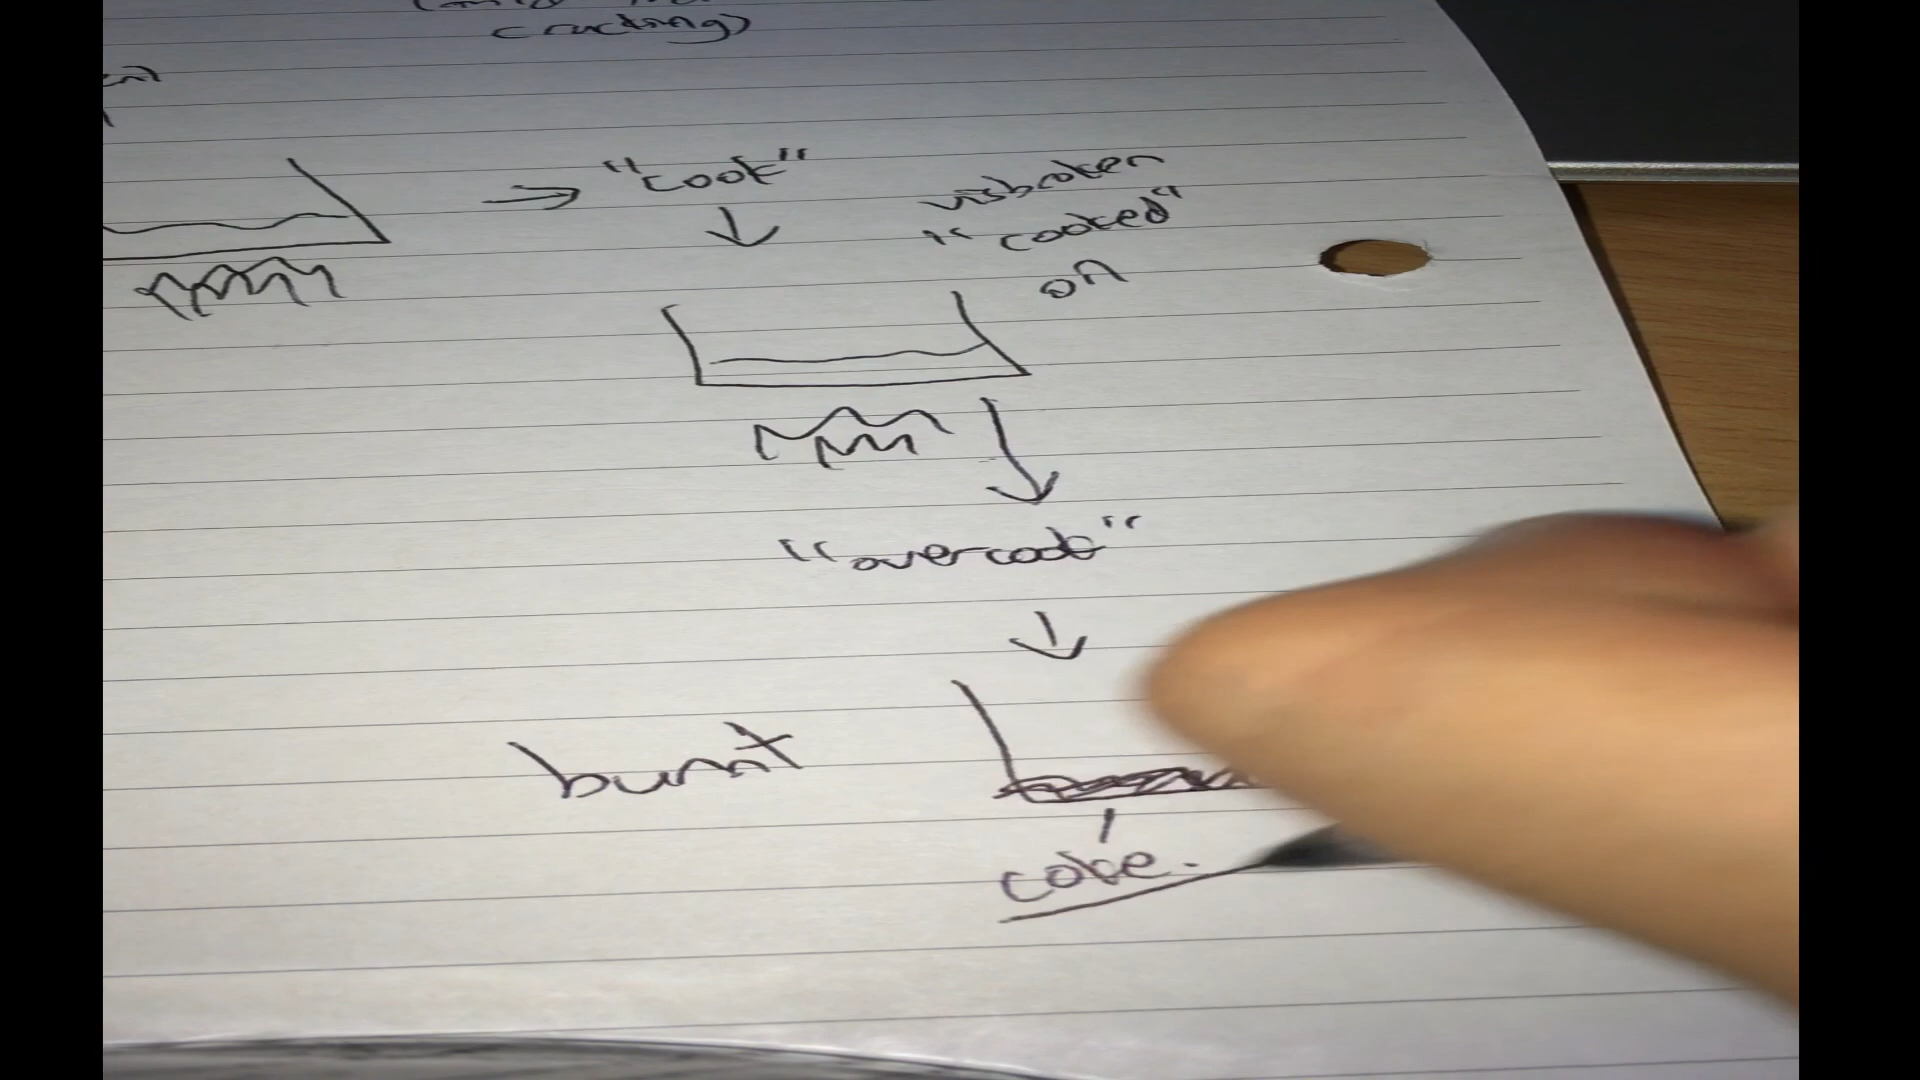 cracking)
"cook"
visbroken
"cooked"
oil
"overcook"
burnt
coke.